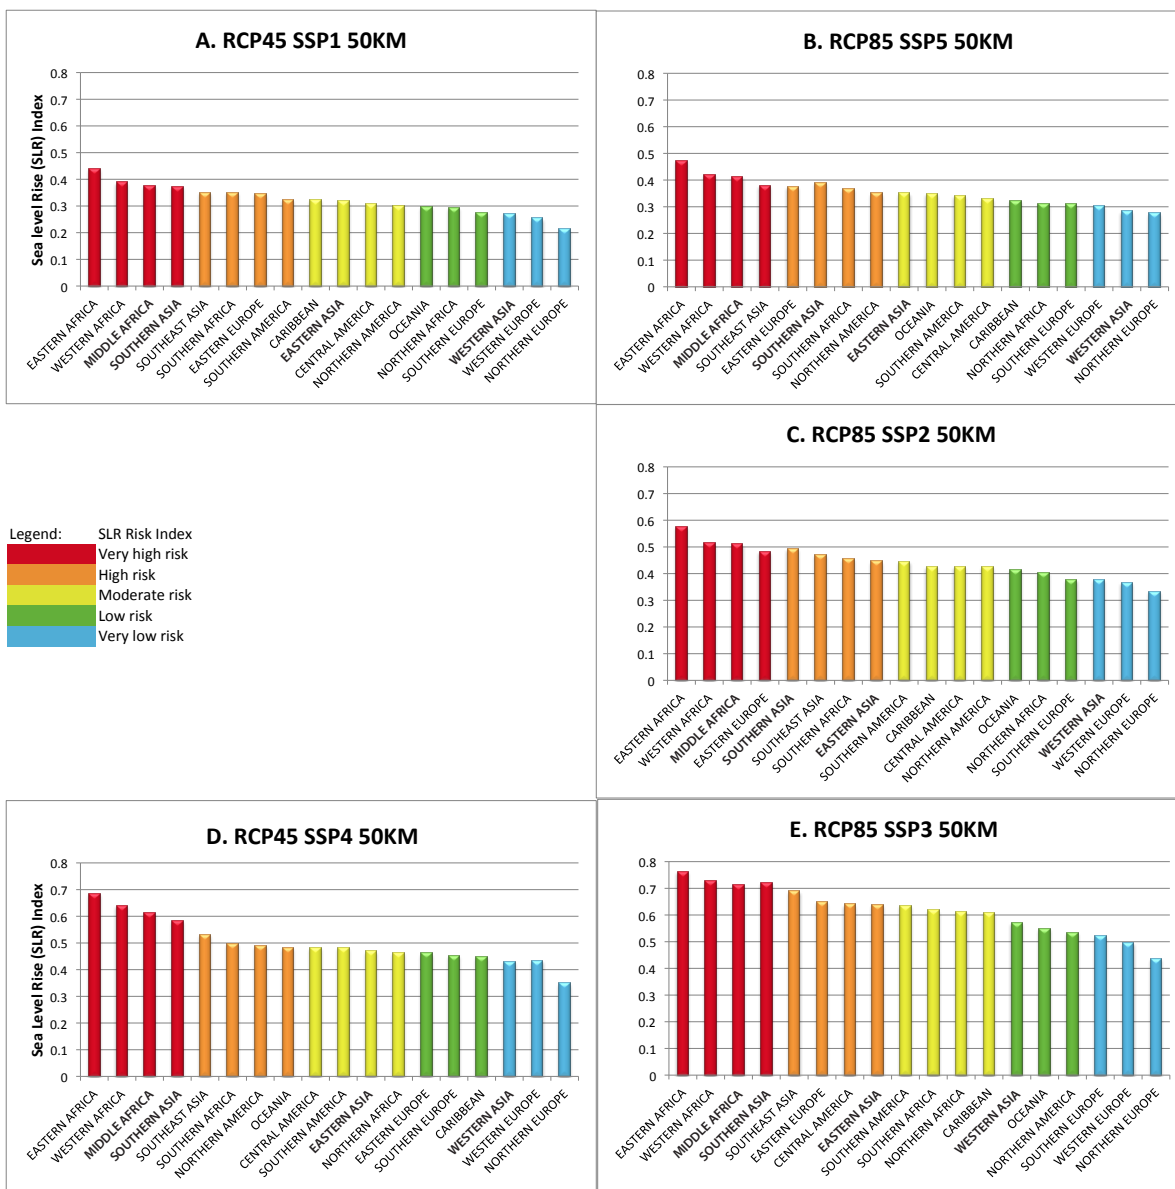 A. RCP45 SSP1 50KM
Sea level Rise (SLR) Index
0.8
0.7
0.6
0.5
0.4
0.3
0.2
0.1
0
EASTERN AFRICA
WESTERN AFRICA
MIDDLE AFRICA
SOUTHERN ASIA
SOUTHEAST ASIA
SOUTHERN AFRICA
EASTERN EUROPE
SOUTHERN AMERICA
CARIBBEAN
EASTERN ASIA
CENTRAL AMERICA
NORTHERN AMERICA
OCEANIA
NORTHERN AFRICA
SOUTHERN EUROPE
WESTERN ASIA
WESTERN EUROPE
NORTHERN EUROPE
B. RCP85 SSP5 50KM
0.8
0.7
0.6
0.5
0.4
0.3
0.2
0.1
0
EASTERN AFRICA
WESTERN AFRICA
MIDDLE AFRICA
SOUTHEAST ASIA
EASTERN EUROPE
SOUTHERN ASIA
SOUTHERN AFRICA
NORTHERN AMERICA
EASTERN ASIA
OCEANIA
SOUTHERN AMERICA
CENTRAL AMERICA
CARIBBEAN
NORTHERN AFRICA
SOUTHERN EUROPE
WESTERN EUROPE
WESTERN ASIA
NORTHERN EUROPE
Legend: SLR Risk Index
Very high risk
High risk
Moderate risk
Low risk
Very low risk
C. RCP85 SSP2 50KM
0.8
0.7
0.6
0.5
0.4
0.3
0.2
0.1
0
EASTERN AFRICA
WESTERN AFRICA
MIDDLE AFRICA
EASTERN EUROPE
SOUTHERN ASIA
SOUTHEAST ASIA
SOUTHERN AFRICA
EASTERN ASIA
SOUTHERN AMERICA
CARIBBEAN
CENTRAL AMERICA
NORTHERN AMERICA
OCEANIA
NORTHERN AFRICA
SOUTHERN EUROPE
WESTERN ASIA
WESTERN EUROPE
NORTHERN EUROPE
D. RCP45 SSP4 50KM
Sea Level Rise (SLR) Index
0.8
0.7
0.6
0.5
0.4
0.3
0.2
0.1
0
EASTERN AFRICA
WESTERN AFRICA
MIDDLE AFRICA
SOUTHERN ASIA
SOUTHEAST ASIA
SOUTHERN AFRICA
NORTHERN AMERICA
OCEANIA
CENTRAL AMERICA
SOUTHERN AMERICA
EASTERN ASIA
NORTHERN AFRICA
EASTERN EUROPE
SOUTHERN EUROPE
CARIBBEAN
WESTERN ASIA
WESTERN EUROPE
NORTHERN EUROPE
E. RCP85 SSP3 50KM
0.8
0.7
0.6
0.5
0.4
0.3
0.2
0.1
0
EASTERN AFRICA
WESTERN AFRICA
MIDDLE AFRICA
SOUTHERN ASIA
SOUTHEAST ASIA
EASTERN EUROPE
CENTRAL AMERICA
EASTERN ASIA
SOUTHERN AMERICA
SOUTHERN AFRICA
NORTHERN AFRICA
CARIBBEAN
WESTERN ASIA
OCEANIA
NORTHERN AMERICA
SOUTHERN EUROPE
WESTERN EUROPE
NORTHERN EUROPE